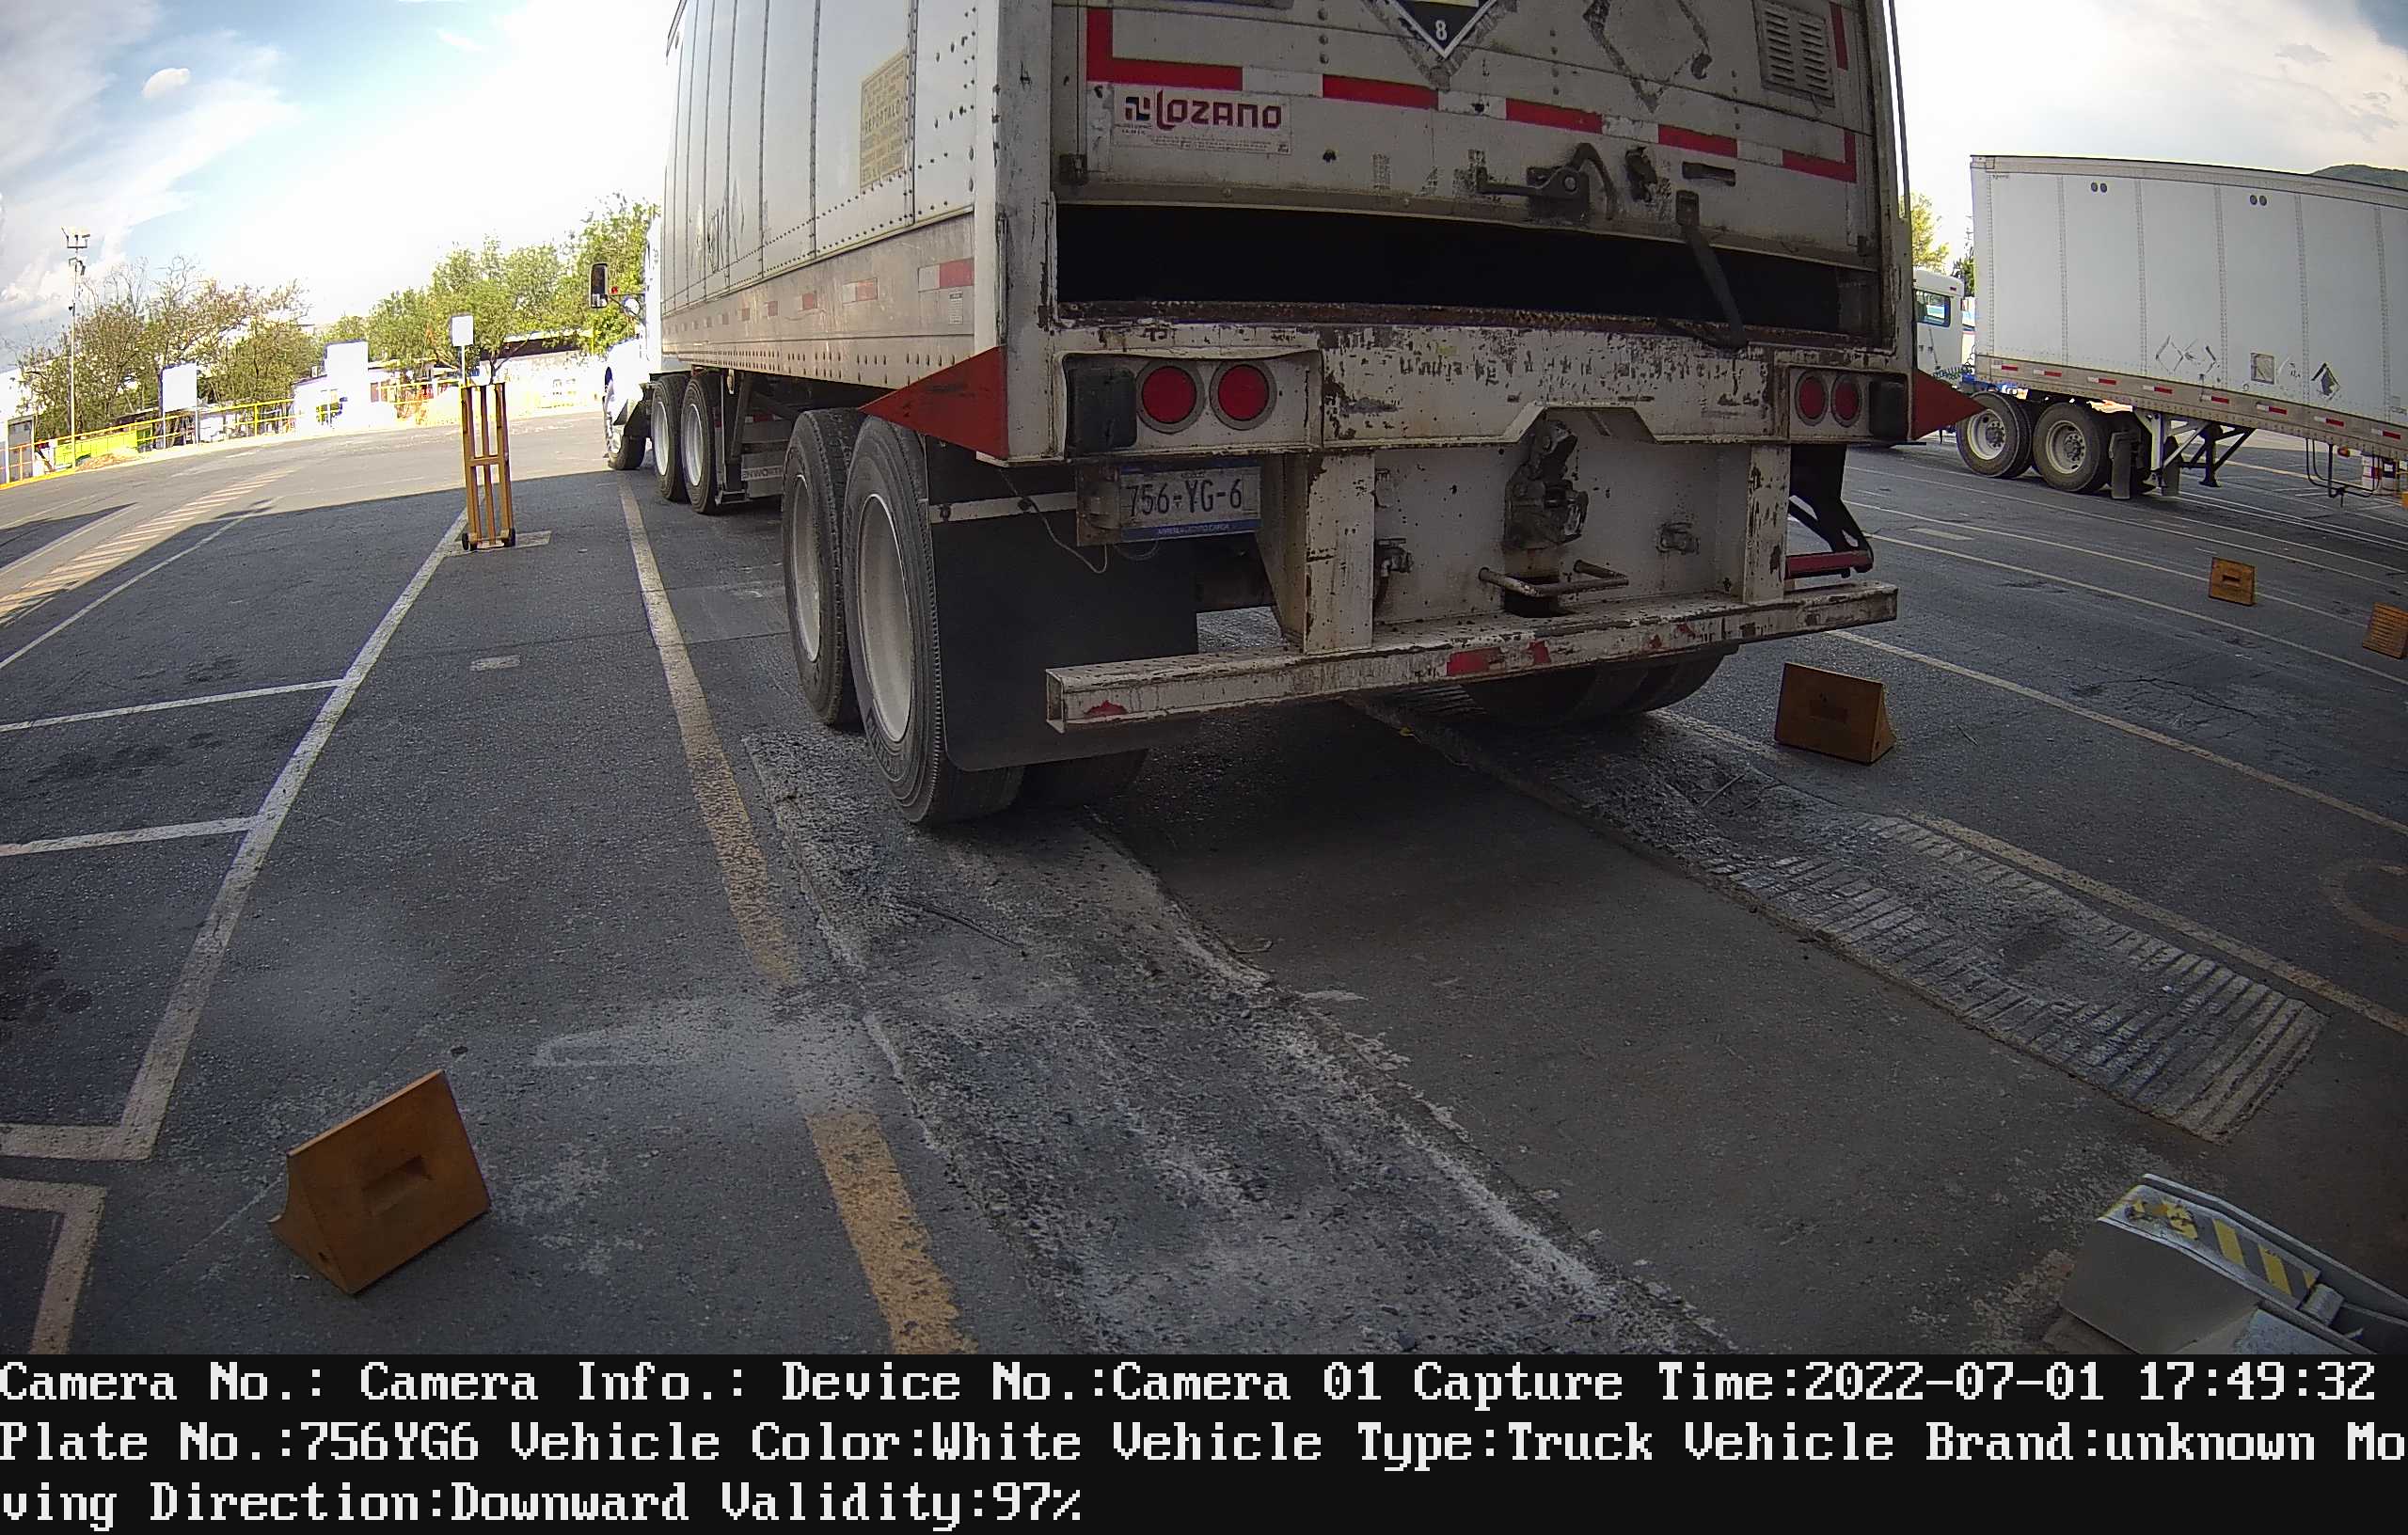 8
LOZANO
REPORTALO
756-YG-6
Camera No.: Camera Info.: Device No.:Camera 01 Capture Time:2022-07-01 17:49:32
Plate No.:756YG6 Vehicle Color:White Vehicle Type:Truck Vehicle Brand:unknown Mo
ving Direction:Downward Validity:97%